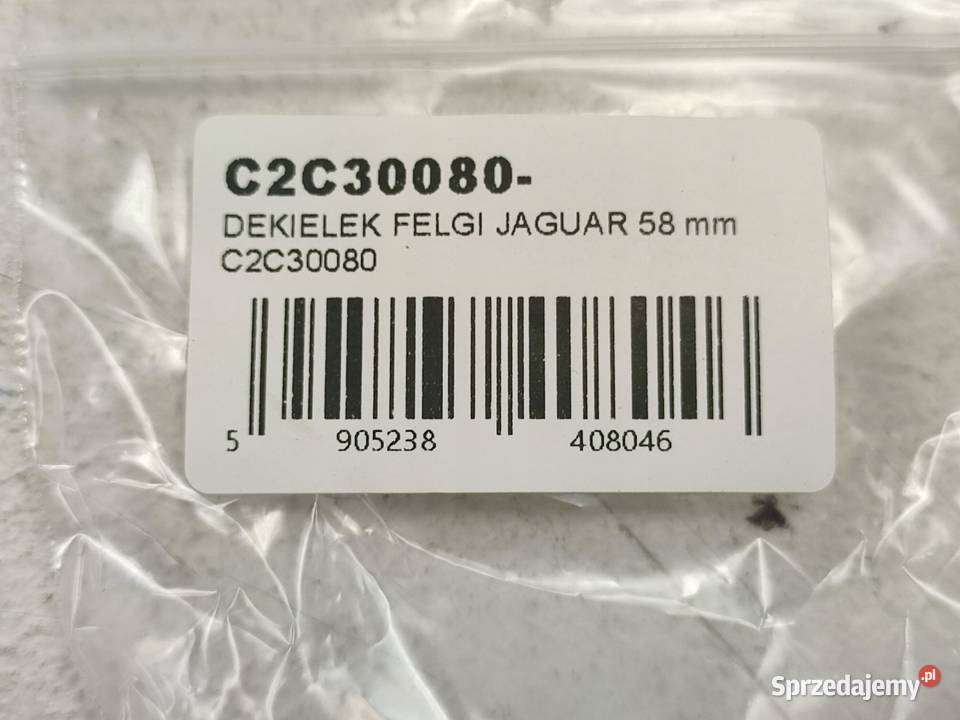 C2C30080-
DEKIELEK FELGI JAGUAR 58 mm
C2C30080
5 905238 408046
Sprzedajemy.pl